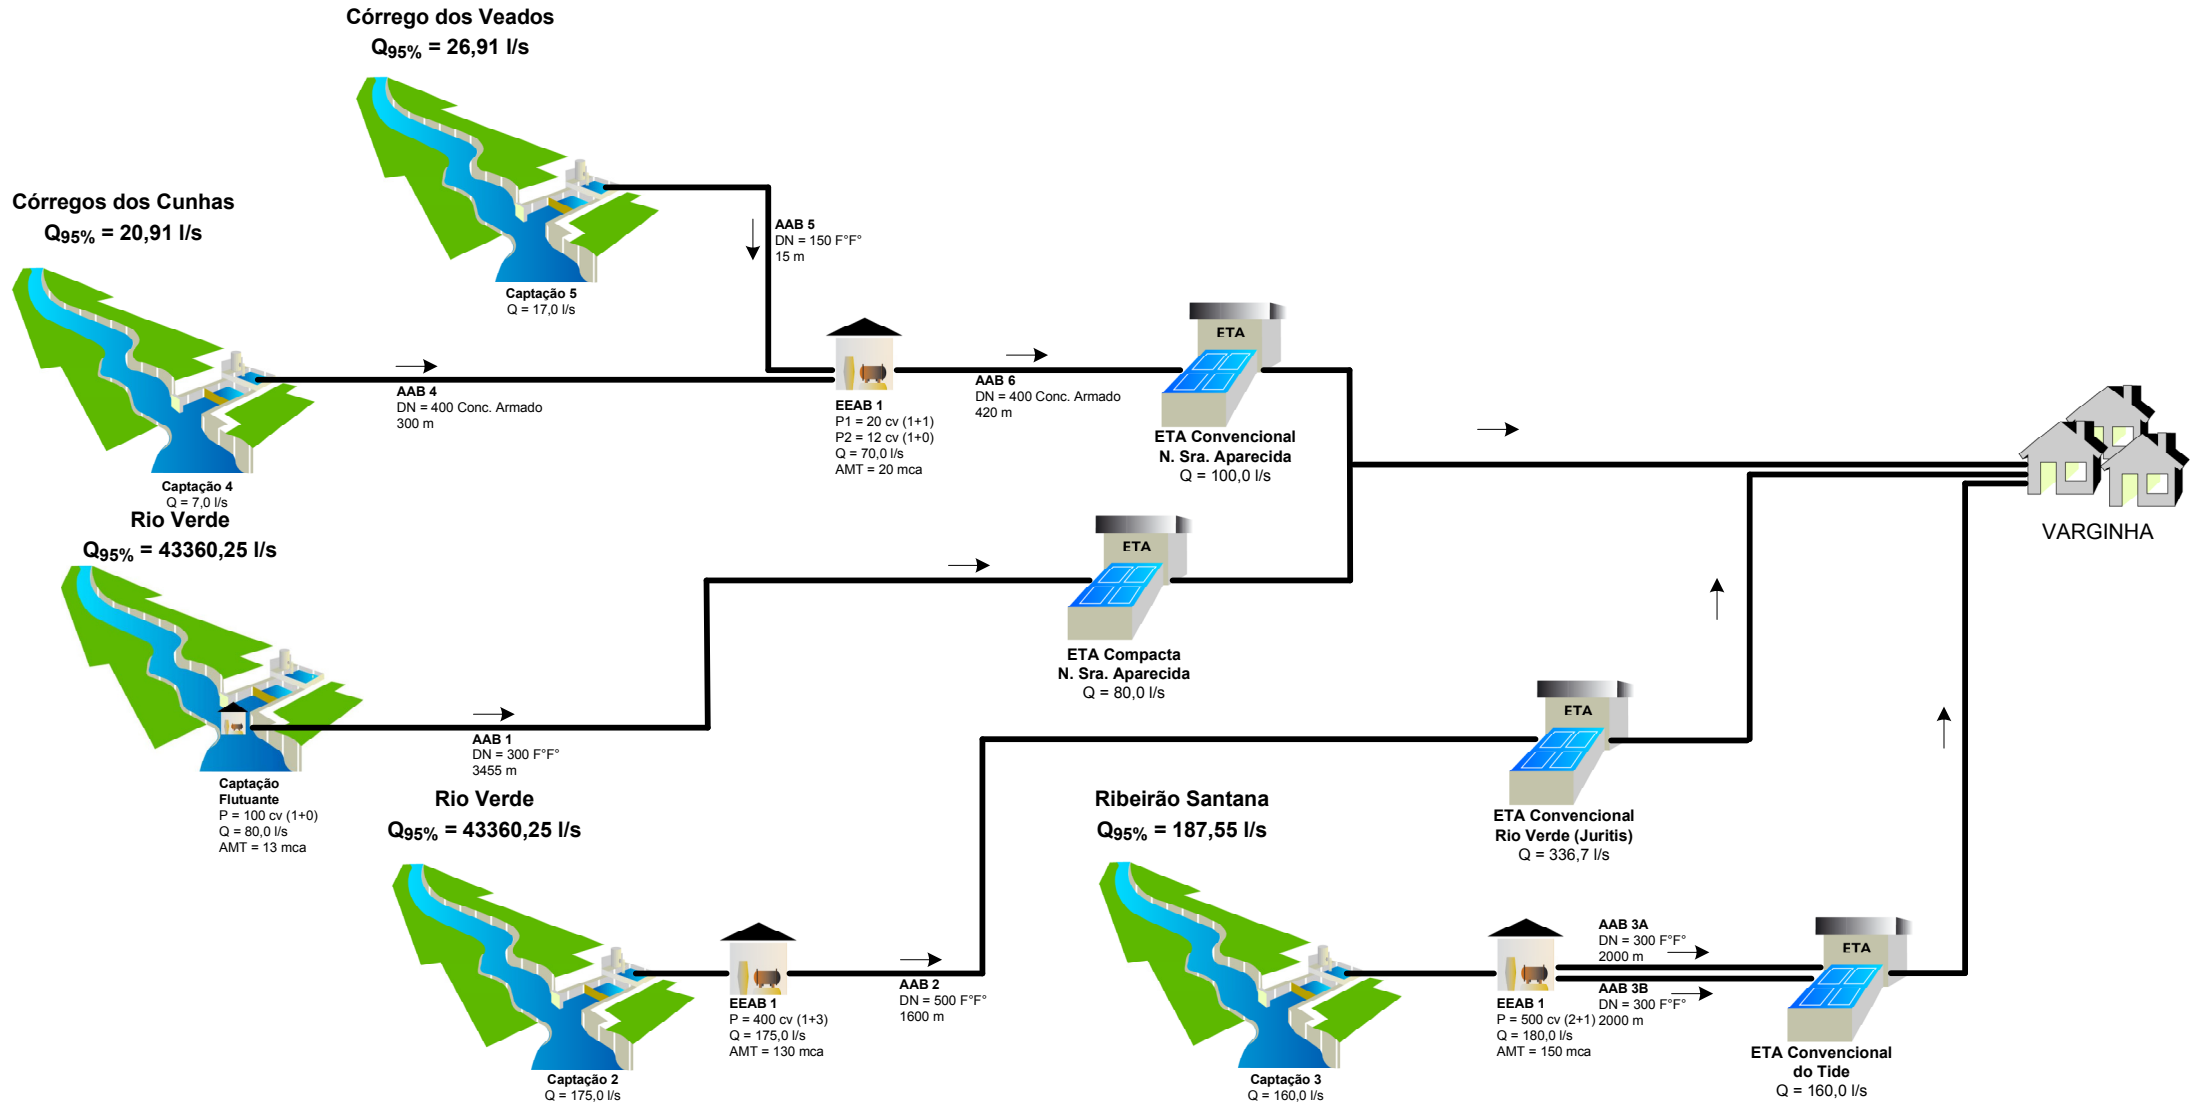 Córrego dos Veados
Q95% = 26,91 l/s
Captação 5
Q = 17,0 l/s
AAB 5
DN = 150 F°F°
15 m
Córregos dos Cunhas
Q95% = 20,91 l/s
Captação 4
Q = 7,0 l/s
AAB 4
DN = 400 Conc. Armado
300 m
EEAB 1
P1 = 20 cv (1+1)
P2 = 12 cv (1+0)
Q = 70,0 l/s
AMT = 20 mca
AAB 6
DN = 400 Conc. Armado
420 m
ETA
ETA Convencional
N. Sra. Aparecida
Q = 100,0 l/s
VARGINHA
Rio Verde
Q95% = 43360,25 l/s
Captação
Flutuante
P = 100 cv (1+0)
Q = 80,0 l/s
AMT = 13 mca
AAB 1
DN = 300 F°F°
3455 m
ETA
ETA Compacta
N. Sra. Aparecida
Q = 80,0 l/s
Rio Verde
Q95% = 43360,25 l/s
Captação 2
Q = 175,0 l/s
EEAB 1
P = 400 cv (1+3)
Q = 175,0 l/s
AMT = 130 mca
AAB 2
DN = 500 F°F°
1600 m
ETA
ETA Convencional
Rio Verde (Juritis)
Q = 336,7 l/s
Ribeirão Santana
Q95% = 187,55 l/s
Captação 3
Q = 160,0 l/s
EEAB 1
P = 500 cv (2+1)
Q = 180,0 l/s
AMT = 150 mca
AAB 3A
DN = 300 F°F°
2000 m
AAB 3B
DN = 300 F°F°
2000 m
ETA
ETA Convencional
do Tide
Q = 160,0 l/s